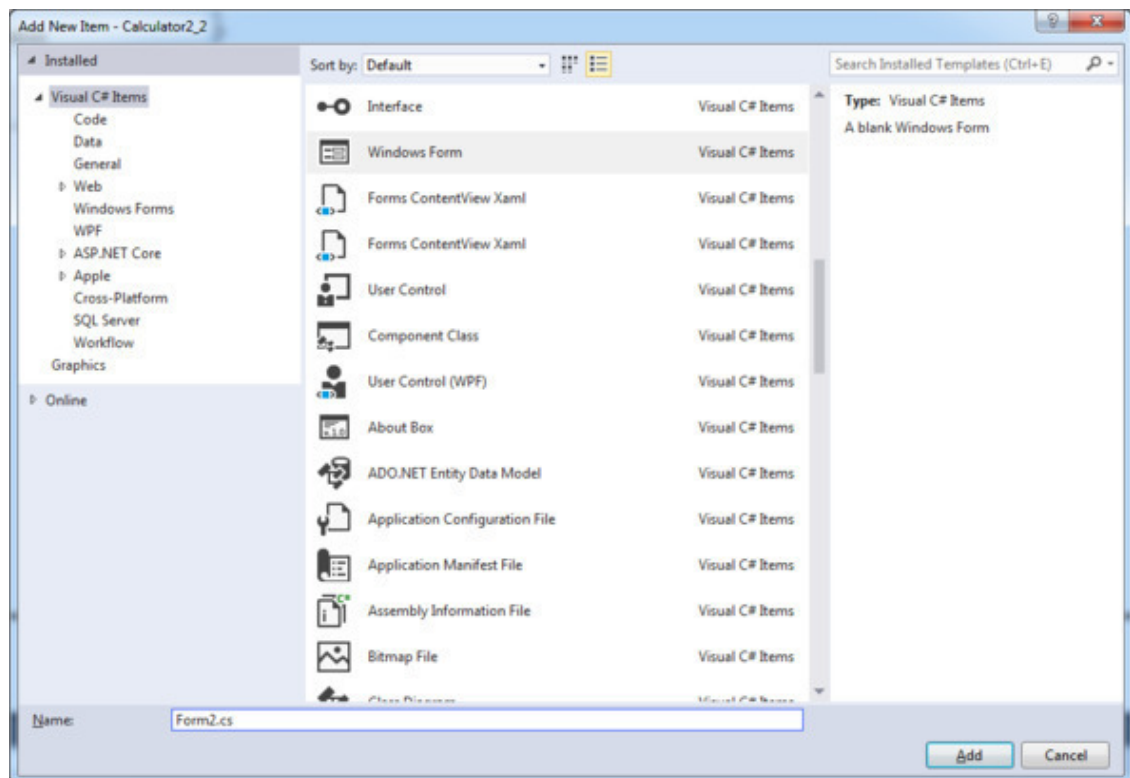 Add New Item - Calculator2_2
Installed
Sort by: Default
Search Installed Templates (Ctrl+E)
Visual C# Items
Code
Data
General
Web
Windows Forms
WPF
ASP.NET Core
Apple
Cross-Platform
SQL Server
Workflow
Graphics
Online
Interface Visual C# Items
Windows Form Visual C# Items
Forms ContentView Xaml Visual C# Items
Forms ContentView Xaml Visual C# Items
User Control Visual C# Items
Component Class Visual C# Items
User Control (WPF) Visual C# Items
About Box Visual C# Items
ADO.NET Entity Data Model Visual C# Items
Application Configuration File Visual C# Items
Application Manifest File Visual C# Items
Assembly Information File Visual C# Items
Bitmap File Visual C# Items
Class Diagram Visual C# Items
Type: Visual C# Items
A blank Windows Form
Name: Form2.cs
Add Cancel